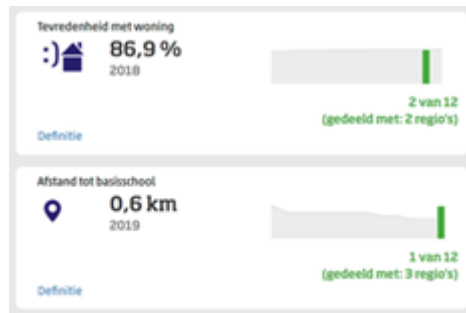 Tevredenheid met woning
:)
86,9 %
2018
2 van 12
(gedeeld met: 2 regio's)
Definitie
Afstand tot basisschool
0,6 km
2019
1 van 12
(gedeeld met: 3 regio's)
Definitie